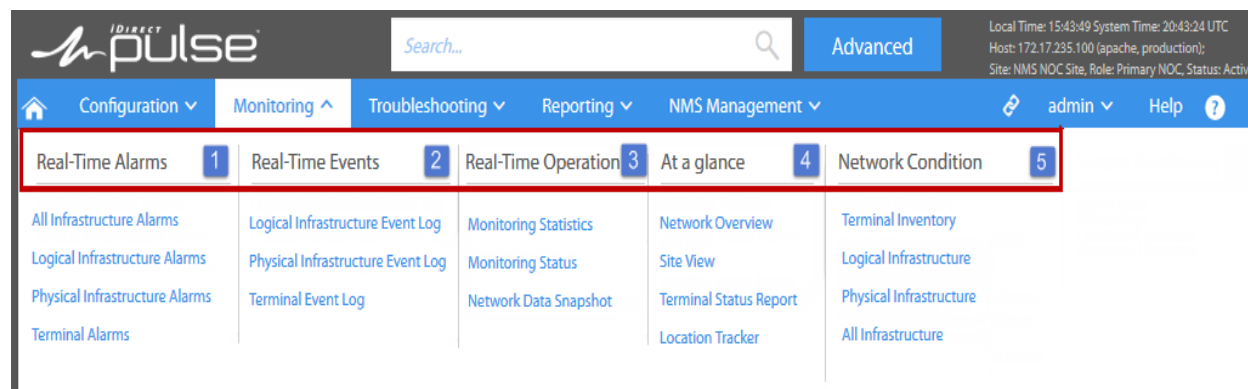 iDIRECT
pulse
Search...
Advanced
Local Time: 15:43:49 System Time: 20:43:24 UTC
Host: 172.17.235.100 (apache, production);
Site: NMS NOC Site, Role: Primary NOC, Status: Activ
Configuration Monitoring Troubleshooting Reporting NMS Management admin Help ?
Real-Time Alarms 1 Real-Time Events 2 Real-Time Operation 3 At a glance 4 Network Condition 5
All Infrastructure Alarms
Logical Infrastructure Alarms
Physical Infrastructure Alarms
Terminal Alarms
Logical Infrastructure Event Log
Physical Infrastructure Event Log
Terminal Event Log
Monitoring Statistics
Monitoring Status
Network Data Snapshot
Network Overview
Site View
Terminal Status Report
Location Tracker
Terminal Inventory
Logical Infrastructure
Physical Infrastructure
All Infrastructure